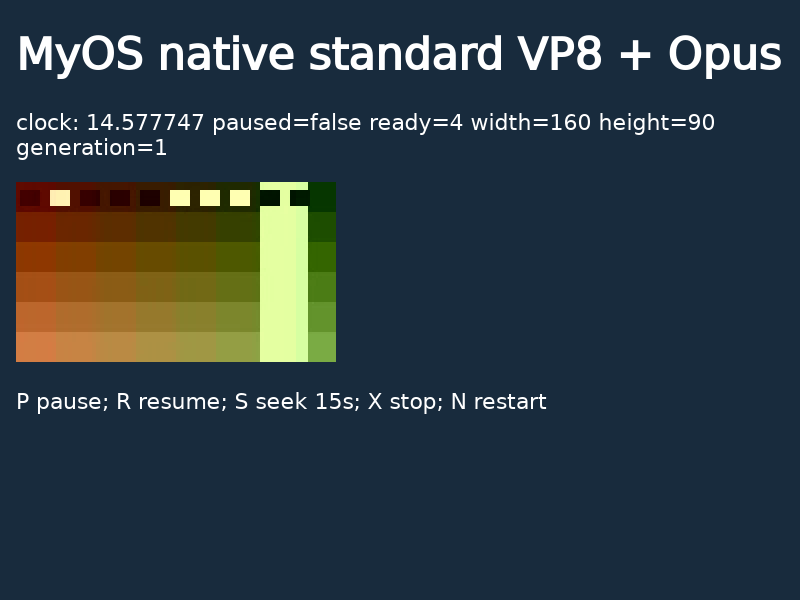 MyOS native standard VP8 + Opus
clock: 14.577747 paused=false ready=4 width=160 height=90
generation=1
P pause; R resume; S seek 15s; X stop; N restart